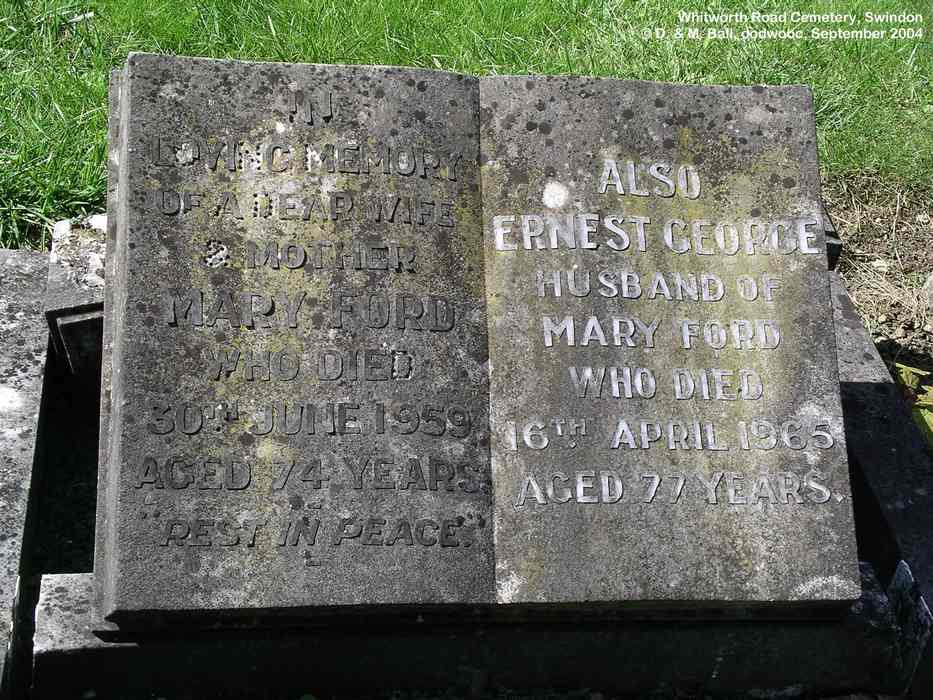 Whitworth Road Cemetery, Swindon
© D. & M. Ball, dodwooc, September 2004
IN
LOVING MEMORY
OF A DEAR WIFE
& MOTHER
MARY FORD
WHO DIED
30TH JUNE 1959
AGED 74 YEARS
"REST IN PEACE."
ALSO
ERNEST GEORGE
HUSBAND OF
MARY FORD
WHO DIED
16TH APRIL 1965
AGED 77 YEARS.